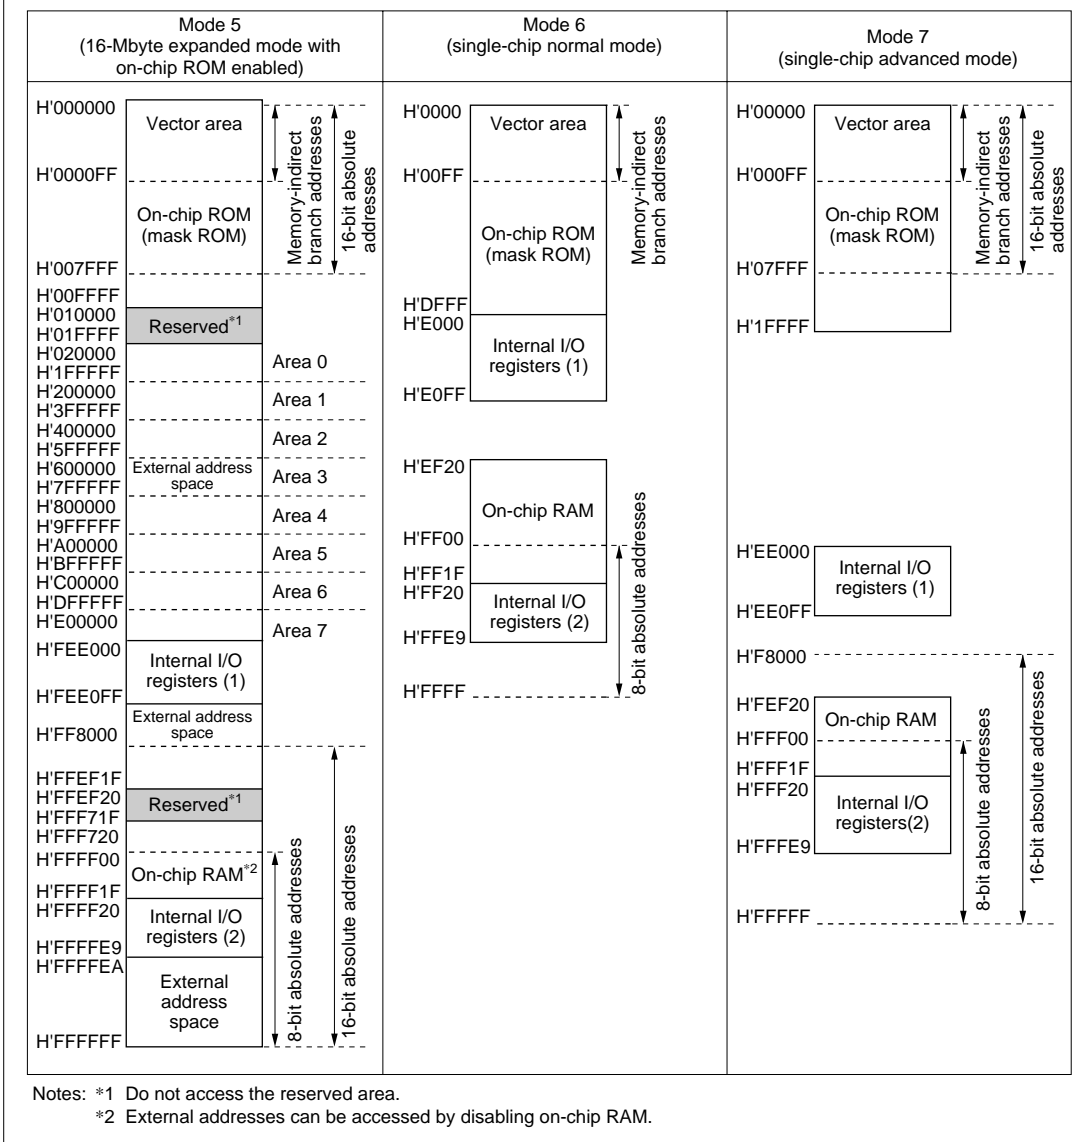 Mode 5
(16-Mbyte expanded mode with
on-chip ROM enabled)
H'000000
Vector area
H'0000FF
On-chip ROM
(mask ROM)
H'007FFF
H'00FFFF
H'010000
Reserved*1
H'01FFFF
H'020000
Area 0
H'1FFFFF
H'200000
Area 1
H'3FFFFF
H'400000
Area 2
H'5FFFFF
H'600000
External address
space
Area 3
H'7FFFFF
H'800000
Area 4
H'9FFFFF
H'A00000
Area 5
H'BFFFFF
H'C00000
Area 6
H'DFFFFF
H'E00000
Area 7
H'FEE000
Internal I/O
registers (1)
H'FEE0FF
External address
space
H'FF8000
H'FFEF1F
H'FFEF20
Reserved*1
H'FFF71F
H'FFF720
H'FFFF00
On-chip RAM*2
H'FFFF1F
H'FFFF20
Internal I/O
registers (2)
H'FFFFE9
H'FFFFEA
External
address
space
H'FFFFFF
Memory-indirect
branch addresses
16-bit absolute
addresses
8-bit absolute addresses
16-bit absolute addresses
Mode 6
(single-chip normal mode)
H'0000
Vector area
H'00FF
On-chip ROM
(mask ROM)
H'DFFF
H'E000
Internal I/O
registers (1)
H'E0FF
H'EF20
On-chip RAM
H'FF00
H'FF1F
H'FF20
Internal I/O
registers (2)
H'FFE9
H'FFFF
Memory-indirect
branch addresses
8-bit absolute addresses
Mode 7
(single-chip advanced mode)
H'00000
Vector area
H'000FF
On-chip ROM
(mask ROM)
H'07FFF
H'1FFFF
H'EE000
Internal I/O
registers (1)
H'EE0FF
H'F8000
H'FEF20
On-chip RAM
H'FFF00
H'FFF1F
H'FFF20
Internal I/O
registers(2)
H'FFFE9
H'FFFFF
Memory-indirect
branch addresses
16-bit absolute
addresses
8-bit absolute addresses
16-bit absolute addresses
Notes: *1 Do not access the reserved area.
*2 External addresses can be accessed by disabling on-chip RAM.